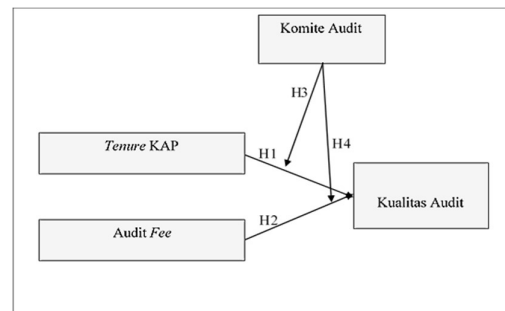 Komite Audit
H3
Tenure KAP
H1
H4
Kualitas Audit
H2
Audit Fee